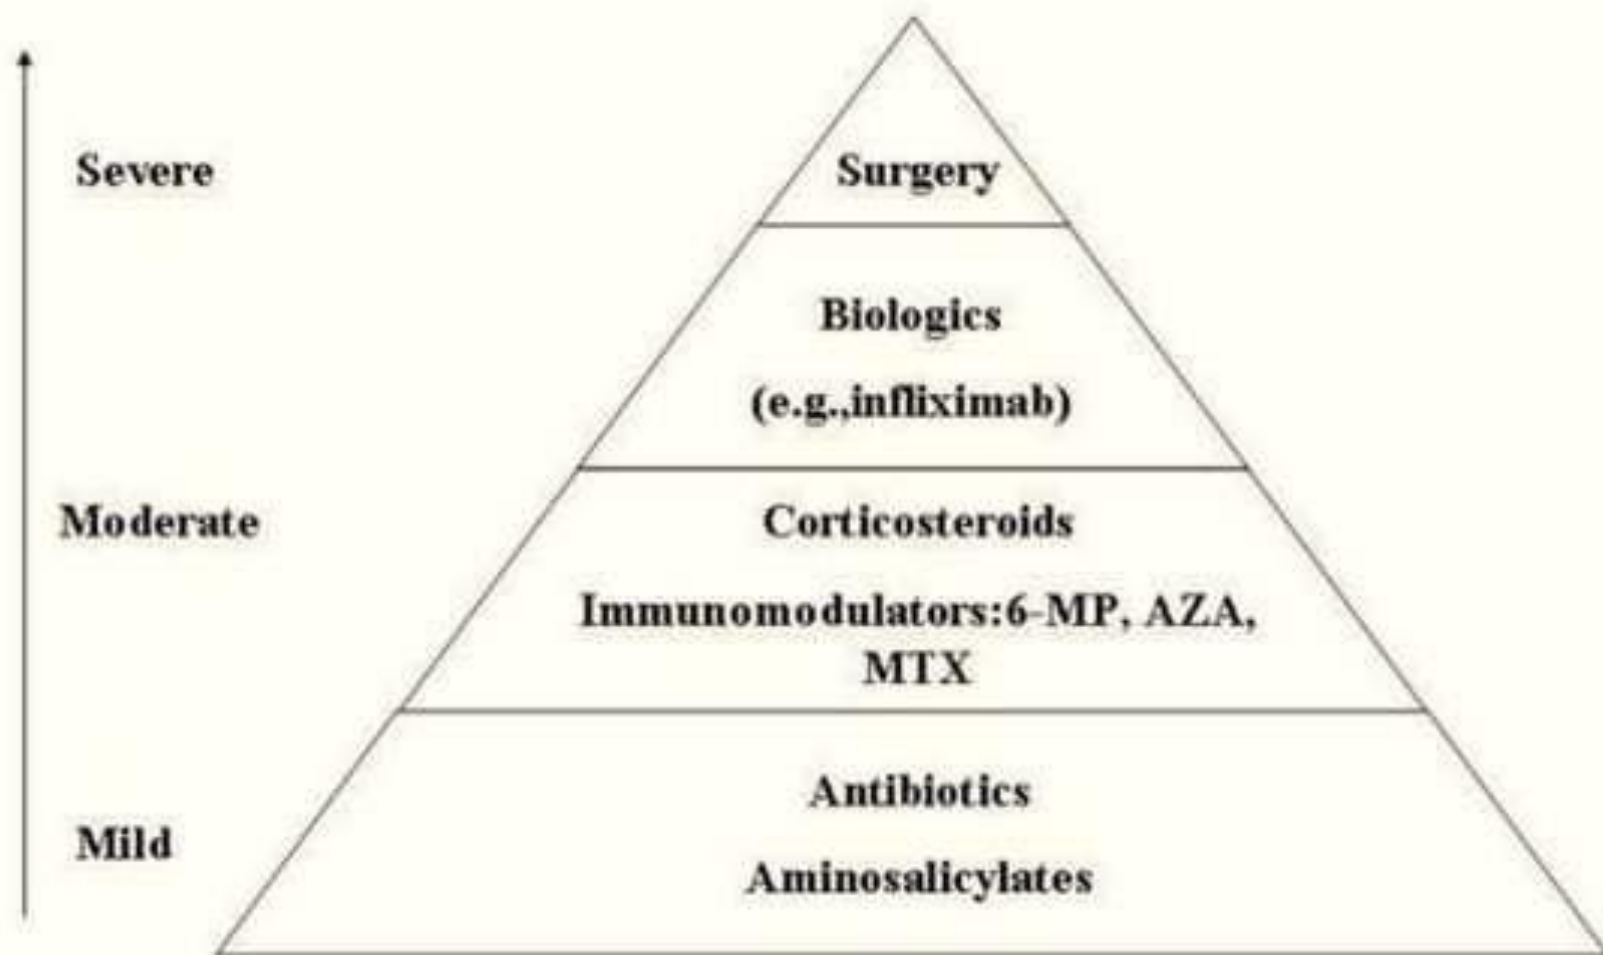 Severe
Surgery
Biologics
(e.g.,infliximab)
Moderate
Corticosteroids
Immunomodulators:6-MP, AZA,
MTX
Antibiotics
Mild
Aminosalicylates